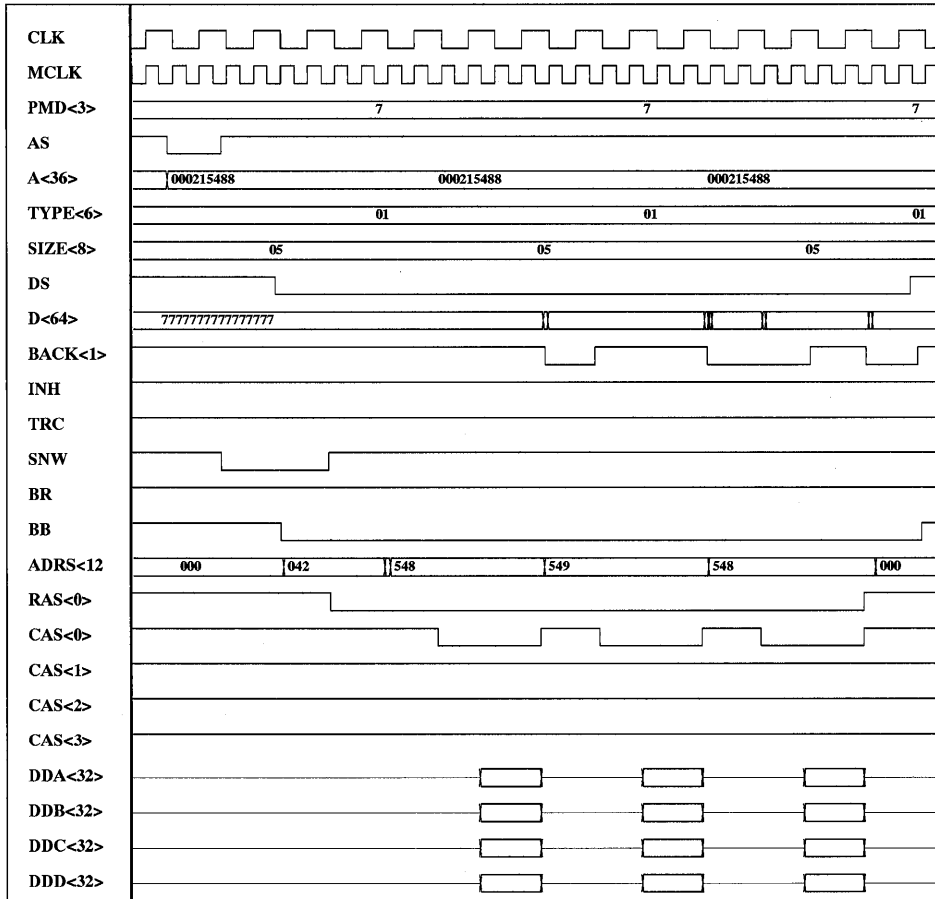 CLK
MCLK
PMD<3> 7 7 7
AS
A<36> 000215488 000215488 000215488
TYPE<6> 01 01 01
SIZE<8> 05 05 05
DS
D<64> 7777777777777777
BACK<1>
INH
TRC
SNW
BR
BB
ADRS<12 000 042 548 549 548 000
RAS<0>
CAS<0>
CAS<1>
CAS<2>
CAS<3>
DDA<32>
DDB<32>
DDC<32>
DDD<32>